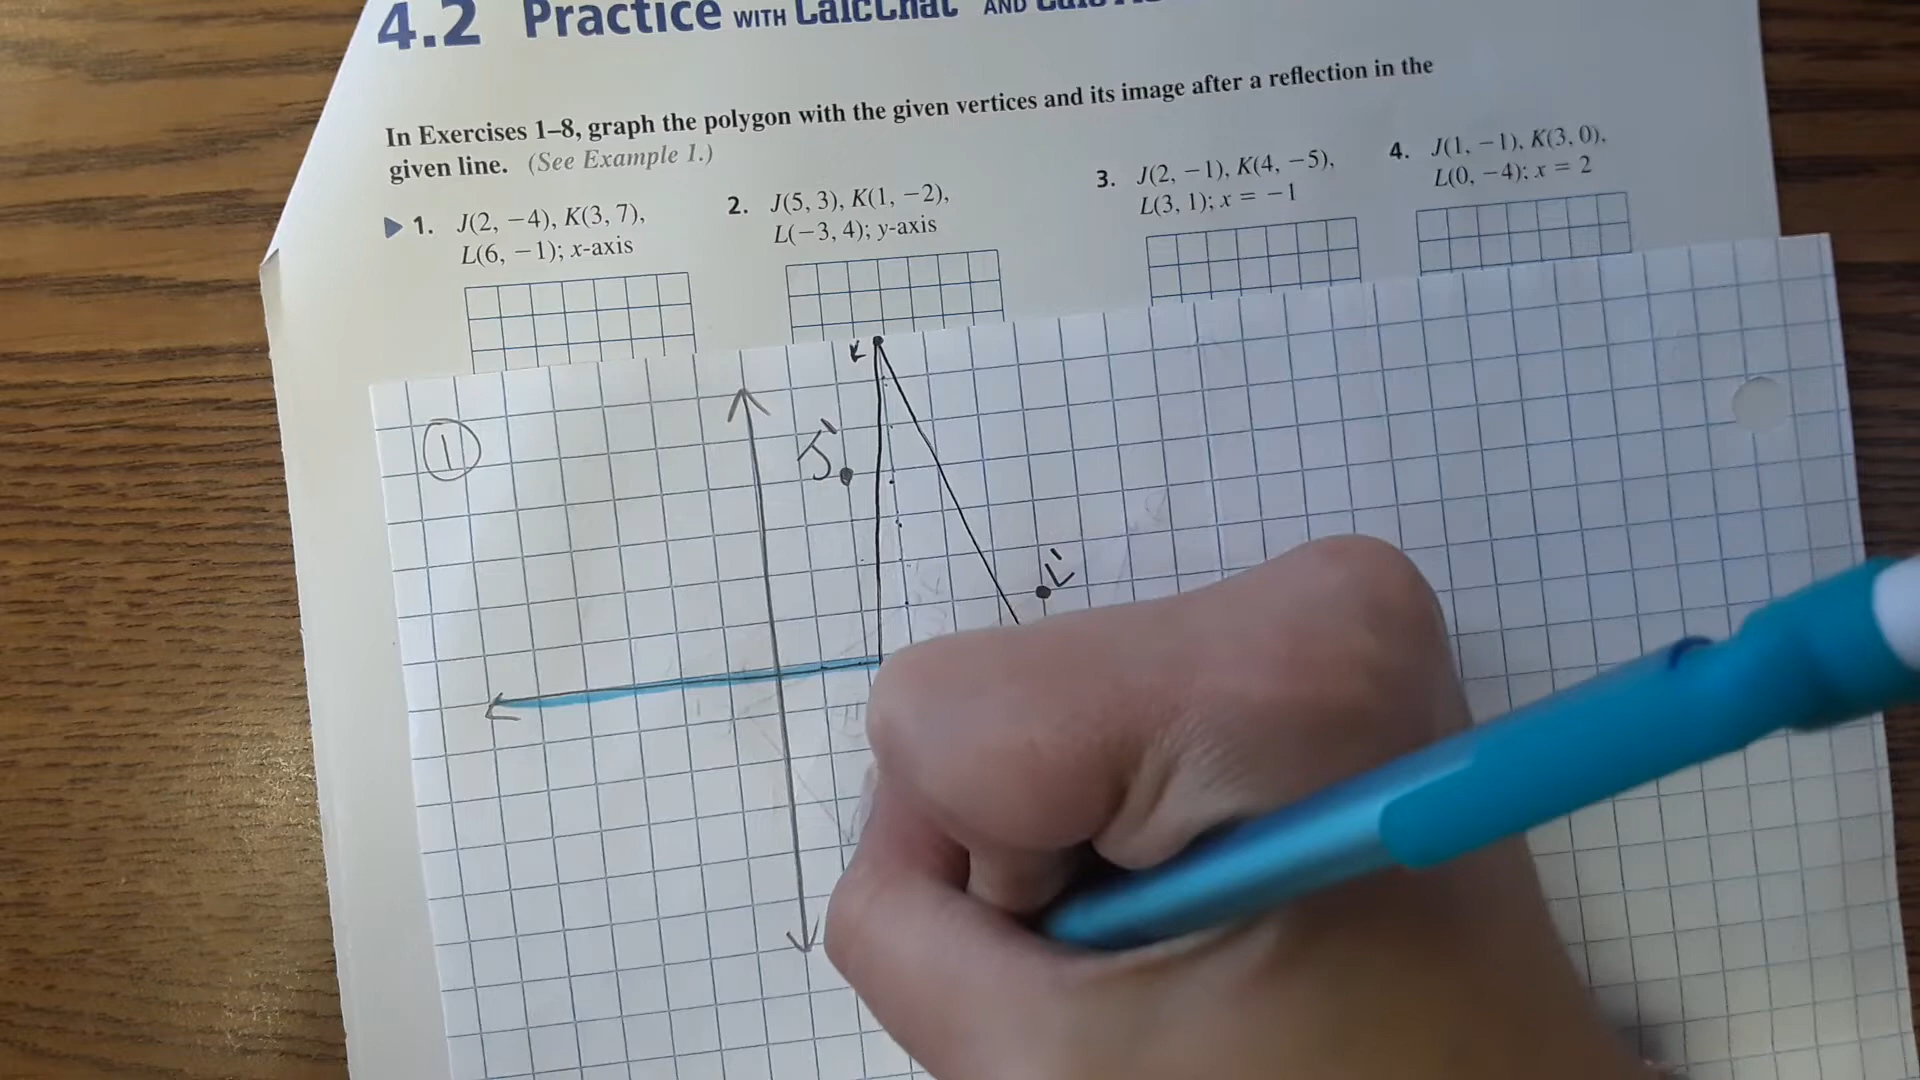 4.2 Practice WITH CalcChat AND
In Exercises 1–8, graph the polygon with the given vertices and its image after a reflection in the
given line. (See Example 1.)
1. J(2, −4), K(3, 7),
L(6, −1); x-axis
2. J(5, 3), K(1, −2),
L(−3, 4); y-axis
3. J(2, −1), K(4, −5),
L(3, 1); x = −1
4. J(1, −1), K(3, 0),
L(0, −4); x = 2
1
K
J'
L'